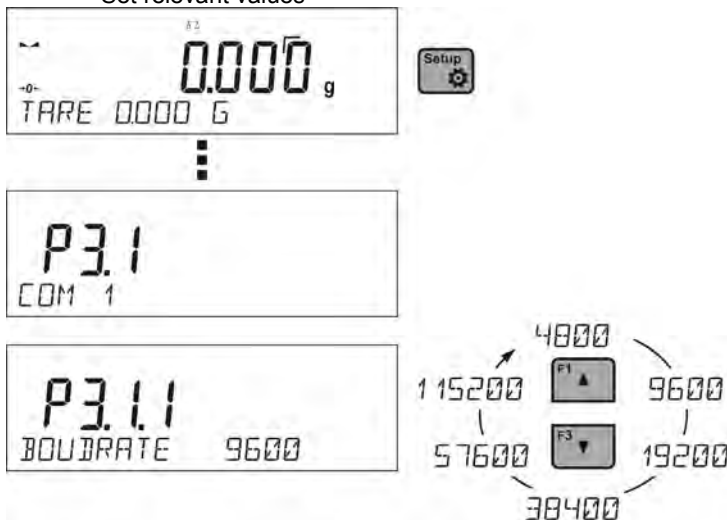 Set relevant values
0.000 g
TARE 0.000 G
Setup
P3.1
COM 1
P3.1.1
BOUDRATE 9600
4800
115200 F1 9600
57600 F3 19200
38400